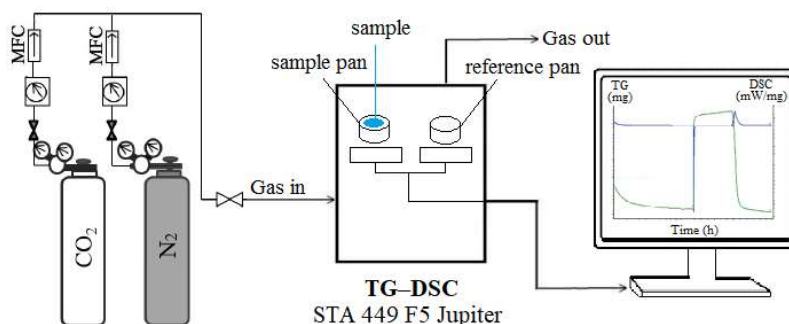 MFC
MFC
CO2
N2
Gas in
sample
sample pan
reference pan
Gas out
TG–DSC
STA 449 F5 Jupiter
TG
(mg)
DSC
(mW/mg)
Time (h)